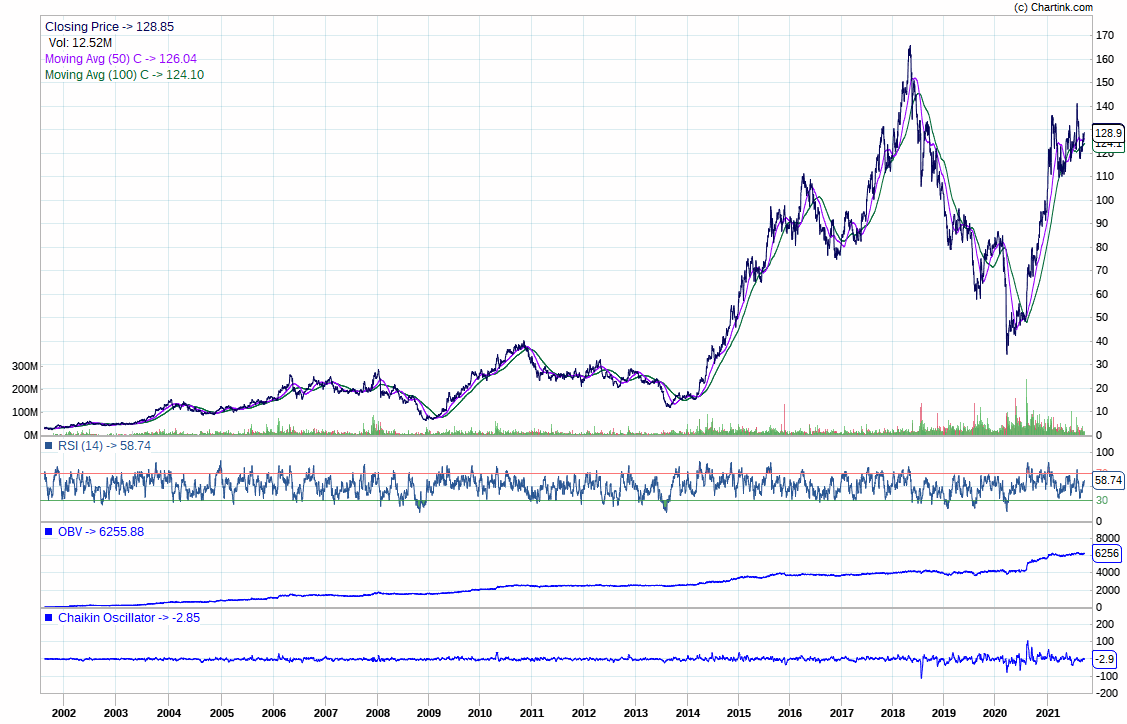 (c) Chartink.com
Closing Price -> 128.85
Vol: 12.52M
Moving Avg (50) C -> 126.04
Moving Avg (100) C -> 124.10
170
160
150
140
128.9
124.1
120
110
100
90
80
70
60
50
40
30
20
10
0
300M
200M
100M
0M
RSI (14) -> 58.74
100
70
58.74
30
0
OBV -> 6255.88
8000
6256
4000
2000
0
Chaikin Oscillator -> -2.85
200
100
-2.9
-100
-200
2002 2003 2004 2005 2006 2007 2008 2009 2010 2011 2012 2013 2014 2015 2016 2017 2018 2019 2020 2021